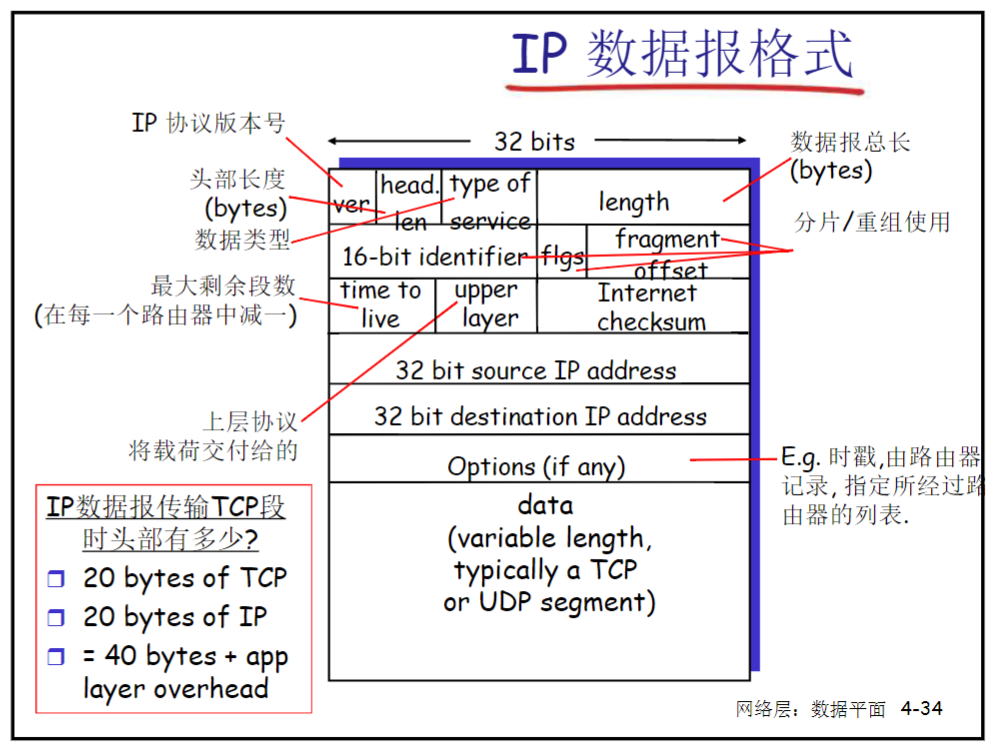 IP 数据报格式
IP 协议版本号
头部长度
(bytes)
数据类型
最大剩余段数
(在每一个路由器中减一)
上层协议
将载荷交付给的
32 bits
ver
head.
len
type of
service
length
16-bit identifier
flgs
fragment
offset
time to
live
upper
layer
Internet
checksum
32 bit source IP address
32 bit destination IP address
Options (if any)
data
(variable length,
typically a TCP
or UDP segment)
数据报总长
(bytes)
分片/重组使用
E.g. 时戳,由路由器
记录, 指定所经过路
由器的列表.
IP数据报传输TCP段
时头部有多少?
20 bytes of TCP
20 bytes of IP
= 40 bytes + app
layer overhead
网络层：数据平面 4-34